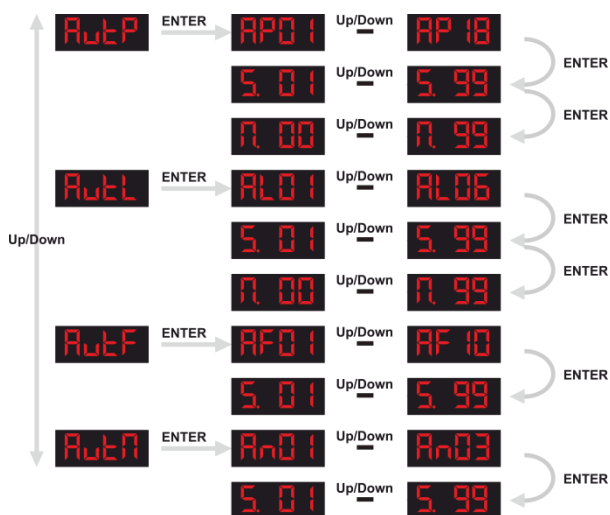 AutP ENTER AP01 Up/Down AP18
ENTER
S. 01 Up/Down S. 99
ENTER
M. 00 Up/Down M. 99
AutL ENTER AL01 Up/Down AL06
ENTER
Up/Down
S. 01 Up/Down S. 99
ENTER
M. 00 Up/Down M. 99
AutF ENTER AF01 Up/Down AF10
ENTER
S. 01 Up/Down S. 99
AutM ENTER An01 Up/Down An03
ENTER
S. 01 Up/Down S. 99